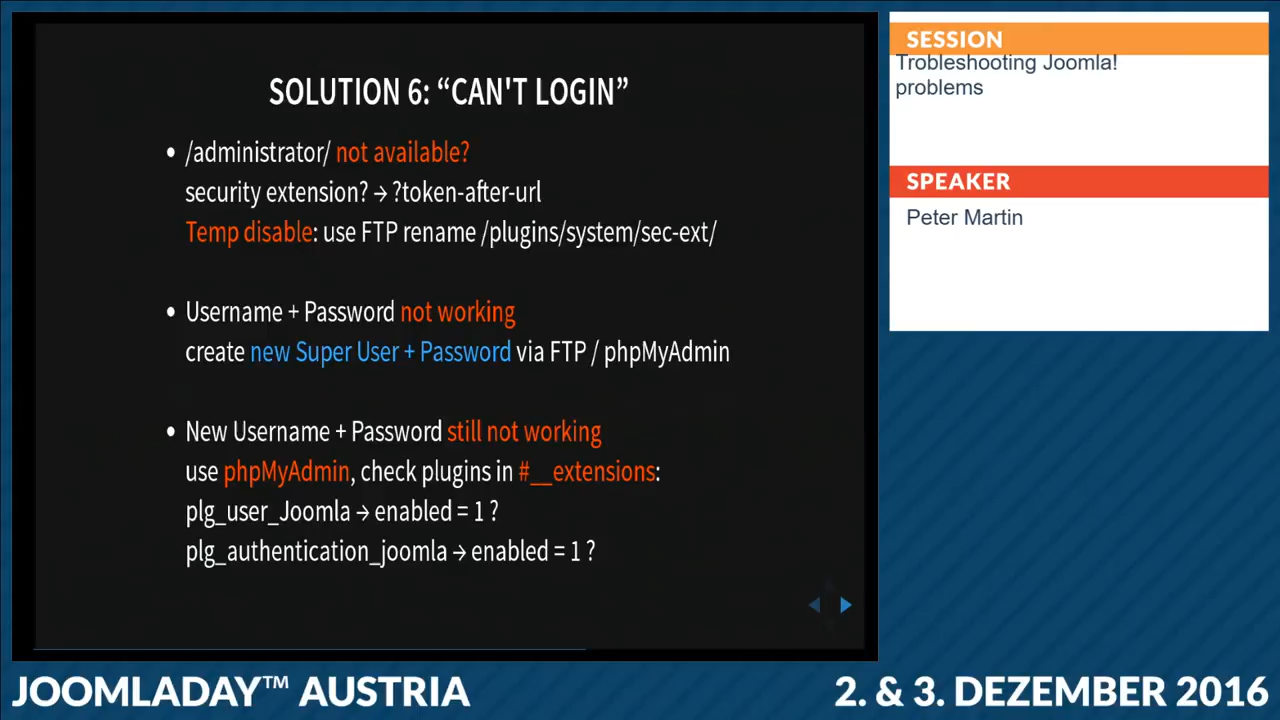 SOLUTION 6: “CAN'T LOGIN”
• /administrator/ not available?
security extension? → ?token-after-url
Temp disable: use FTP rename /plugins/system/sec-ext/
• Username + Password not working
create new Super User + Password via FTP / phpMyAdmin
• New Username + Password still not working
use phpMyAdmin, check plugins in #__extensions:
plg_user_Joomla → enabled = 1 ?
plg_authentication_joomla → enabled = 1 ?
SESSION
Trobleshooting Joomla!
problems
SPEAKER
Peter Martin
JOOMLADAY™ AUSTRIA
2. & 3. DEZEMBER 2016